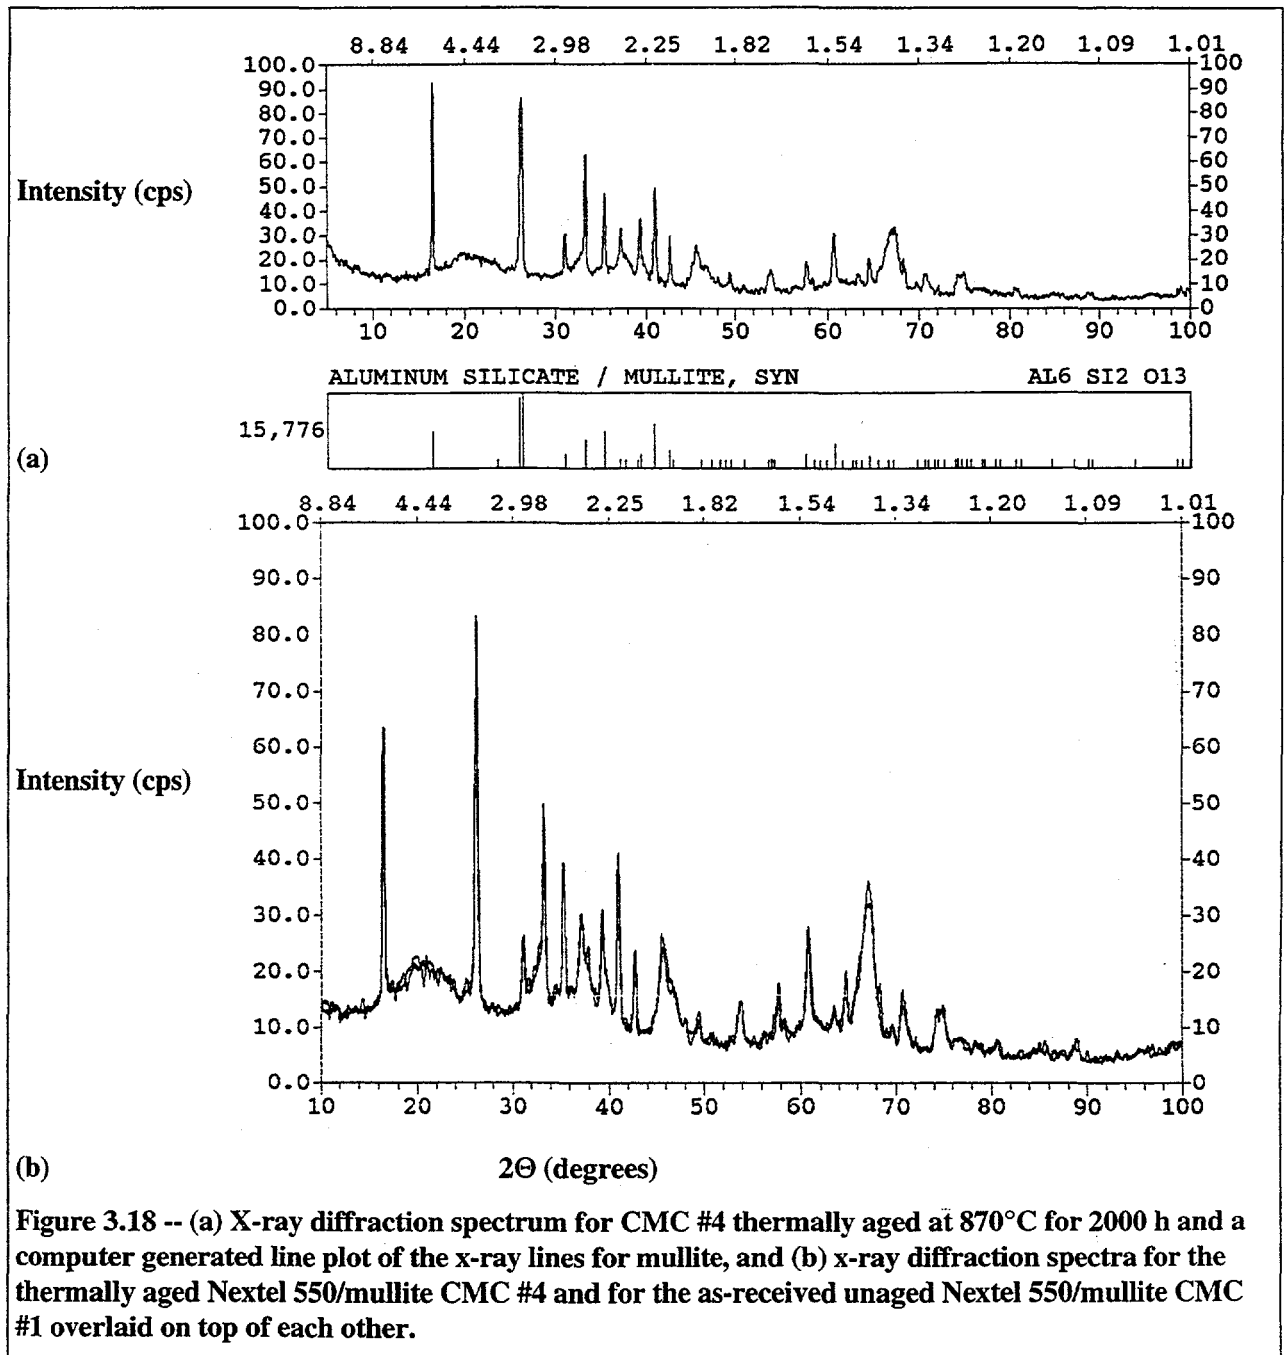 8.84 4.44 2.98 2.25 1.82 1.54 1.34 1.20 1.09 1.01
100.0 100
90.0 90
80.0 80
70.0 70
60.0 60
Intensity (cps) 50.0 50
40.0 40
30.0 30
20.0 20
10.0 10
0.0 0
10 20 30 40 50 60 70 80 90 100
ALUMINUM SILICATE / MULLITE, SYN AL6 SI2 O13
15,776
(a)
8.84 4.44 2.98 2.25 1.82 1.54 1.34 1.20 1.09 1.01
100.0 100
90.0 90
80.0 80
70.0 70
60.0 60
Intensity (cps)
50.0 50
40.0 40
30.0 30
20.0 20
10.0 10
0.0 0
10 20 30 40 50 60 70 80 90 100
(b) 2Θ (degrees)
Figure 3.18 -- (a) X-ray diffraction spectrum for CMC #4 thermally aged at 870°C for 2000 h and a
computer generated line plot of the x-ray lines for mullite, and (b) x-ray diffraction spectra for the
thermally aged Nextel 550/mullite CMC #4 and for the as-received unaged Nextel 550/mullite CMC
#1 overlaid on top of each other.